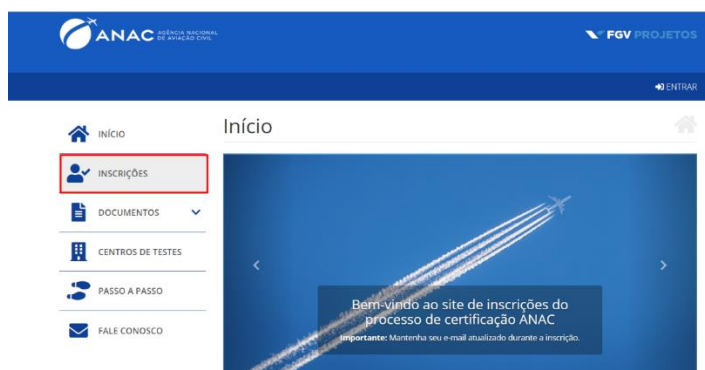 ANAC AGÊNCIA NACIONAL
DE AVIAÇÃO CIVIL
FGV PROJETOS
ENTRAR
INÍCIO
INSCRIÇÕES
DOCUMENTOS
CENTROS DE TESTES
PASSO A PASSO
FALE CONOSCO
Início
Bem-vindo ao site de inscrições do
processo de certificação ANAC
Importante: Mantenha seu e-mail atualizado durante a inscrição.